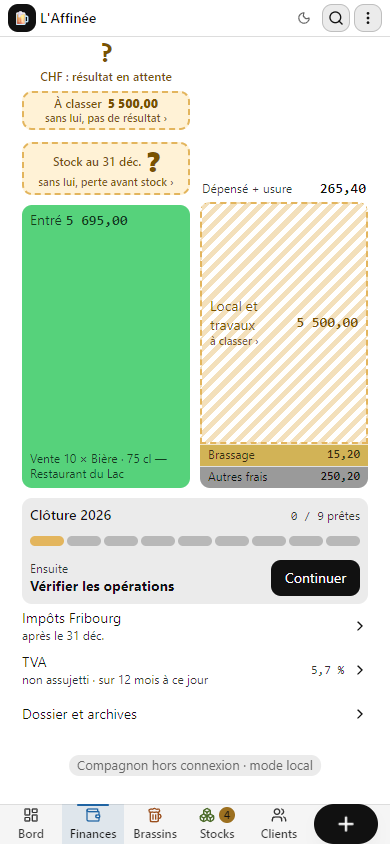 L'Affinée
?
CHF : résultat en attente
À classer 5 500,00
sans lui, pas de résultat ›
Stock au 31 déc. ?
sans lui, perte avant stock ›
Dépensé + usure 265,40
Entré 5 695,00
Local et
travaux
5 500,00
à classer ›
Brassage 15,20
Vente 10 × Bière · 75 cl —
Restaurant du Lac
Autres frais 250,20
Clôture 2026 0 / 9 prêtes
Ensuite
Vérifier les opérations
Continuer
Impôts Fribourg
après le 31 déc.
TVA
non assujetti · sur 12 mois à ce jour
5,7 %
Dossier et archives
Compagnon hors connexion · mode local
Bord Finances Brassins Stocks 4 Clients